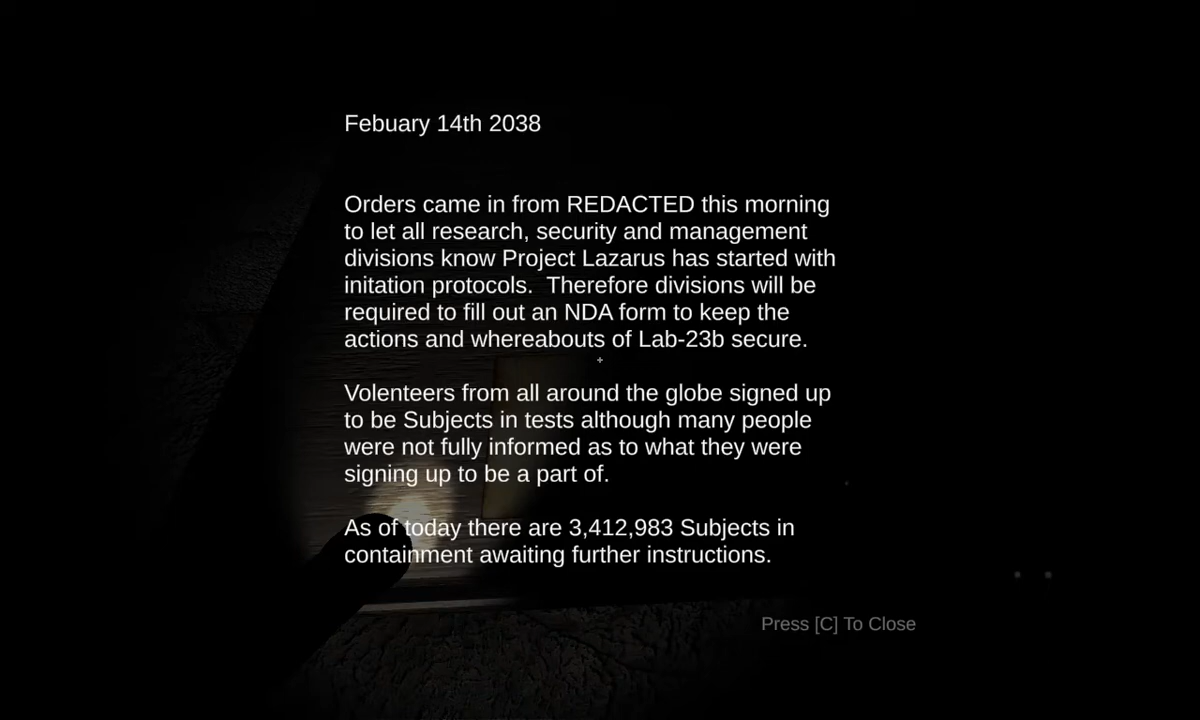 Febuary 14th 2038
Orders came in from REDACTED this morning
to let all research, security and management
divisions know Project Lazarus has started with
initation protocols.  Therefore divisions will be
required to fill out an NDA form to keep the
actions and whereabouts of Lab-23b secure.
Volenteers from all around the globe signed up
to be Subjects in tests although many people
were not fully informed as to what they were
signing up to be a part of.
As of today there are 3,412,983 Subjects in
containment awaiting further instructions.
Press [C] To Close